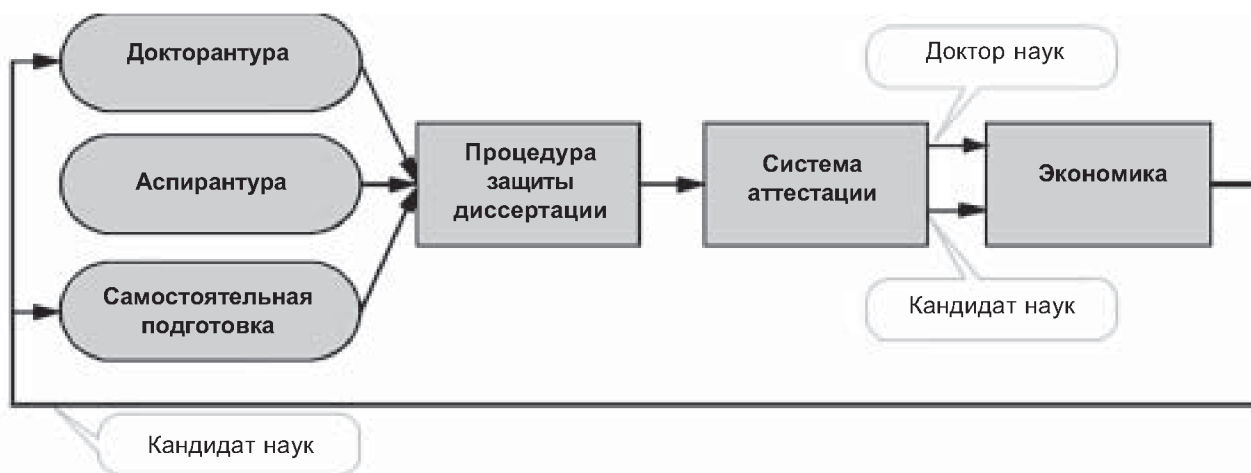 Докторантура
Аспирантура
Самостоятельная
подготовка
Процедура
защиты
диссертации
Система
аттестации
Доктор наук
Экономика
Кандидат наук
Кандидат наук